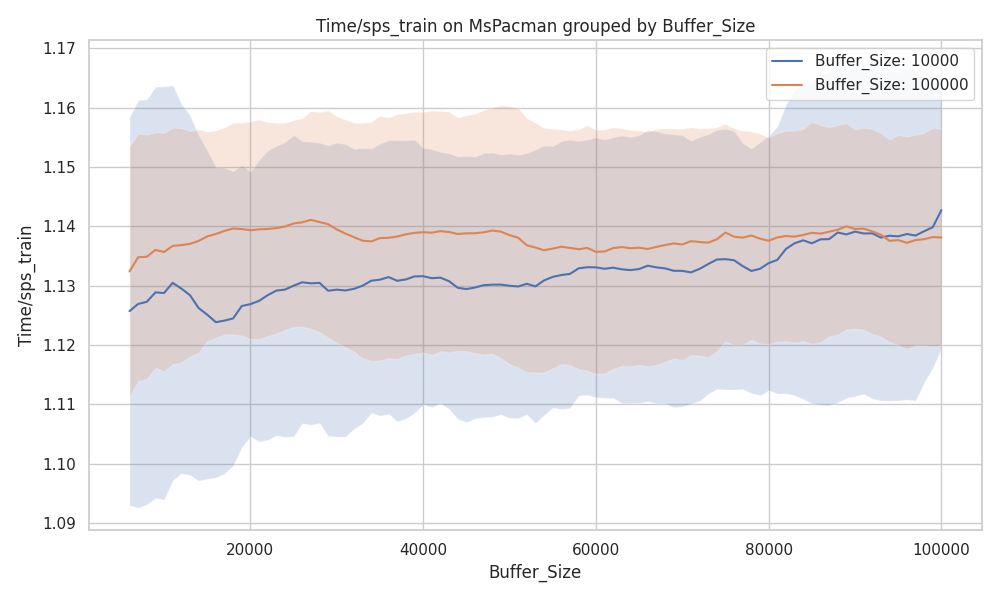 Time/sps_train on MsPacman grouped by Buffer_Size
Buffer_Size: 10000
Buffer_Size: 100000
Time/sps_train
1.17
1.16
1.15
1.14
1.13
1.12
1.11
1.10
1.09
20000
40000
60000
80000
100000
Buffer_Size